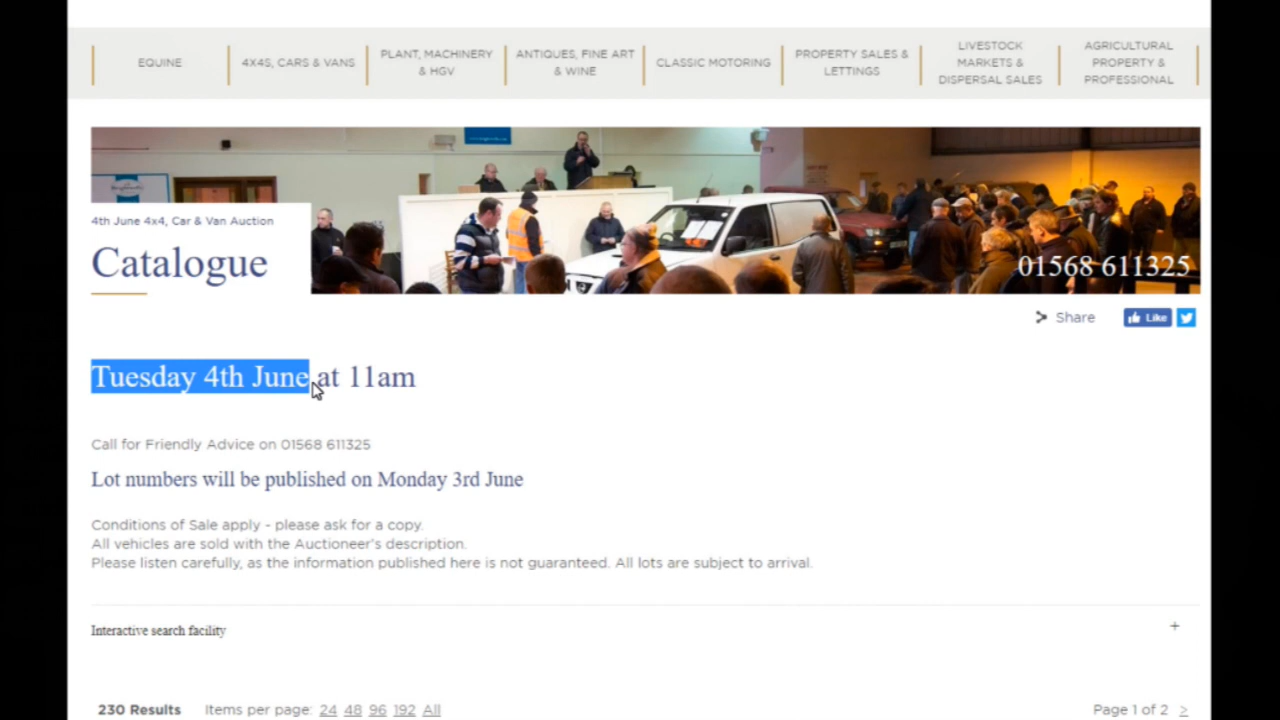 EQUINE
4X4S, CARS & VANS
PLANT, MACHINERY
& HGV
ANTIQUES, FINE ART
& WINE
CLASSIC MOTORING
PROPERTY SALES &
LETTINGS
LIVESTOCK
MARKETS &
DISPERSAL SALES
AGRICULTURAL
PROPERTY &
PROFESSIONAL
4th June 4x4, Car & Van Auction
Catalogue
01568 611325
Share
Like
Tuesday 4th June at 11am
Call for Friendly Advice on 01568 611325
Lot numbers will be published on Monday 3rd June
Conditions of Sale apply - please ask for a copy.
All vehicles are sold with the Auctioneer's description.
Please listen carefully, as the information published here is not guaranteed. All lots are subject to arrival.
Interactive search facility +
230 Results Items per page: 24 48 96 192 All Page 1 of 2 >